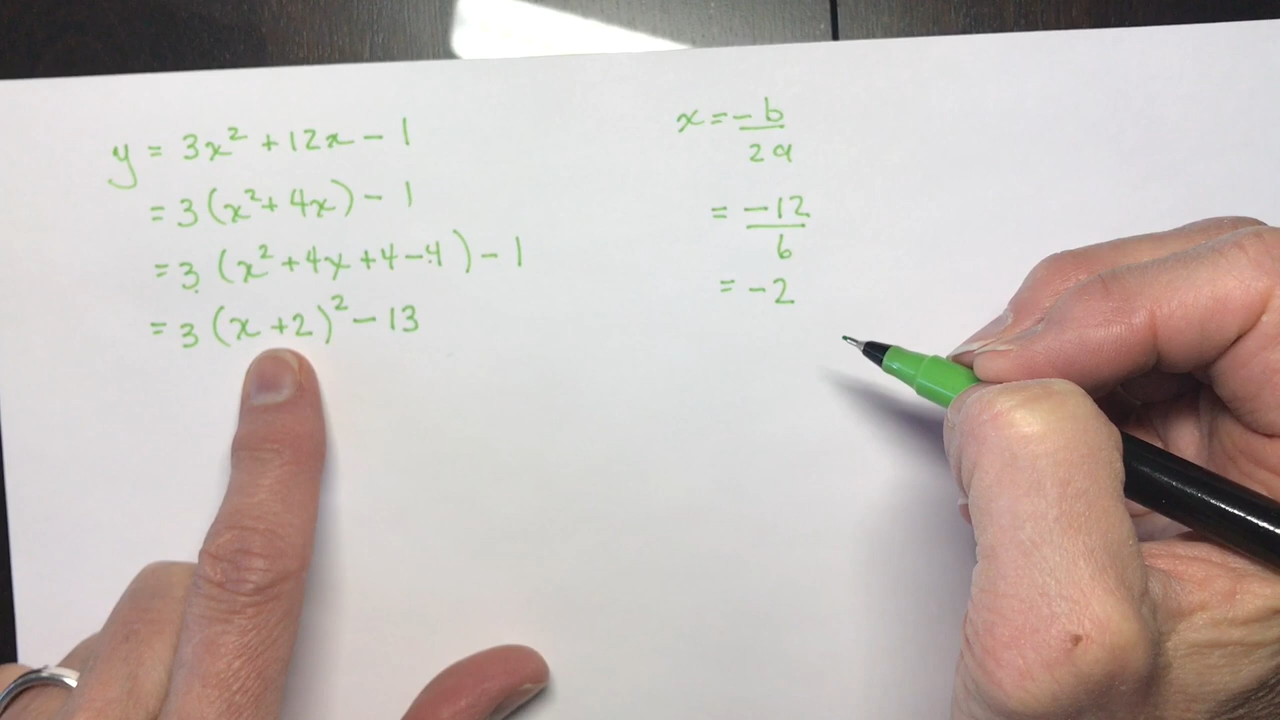 y = 3x² + 12x - 1
= 3(x² + 4x) - 1
= 3(x² + 4x + 4 - 4) - 1
= 3(x + 2)² - 13
x = -b/2a
= -12/6
= -2